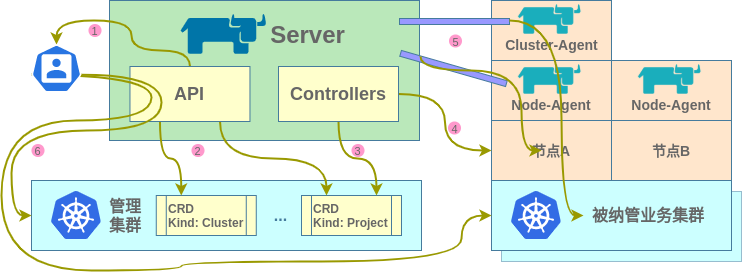 ①
Server
API
Controllers
⑤
Cluster-Agent
Node-Agent
Node-Agent
④
节点A
节点B
⑥
②
③
管理
集群
CRD
Kind: Cluster
...
CRD
Kind: Project
被纳管业务集群